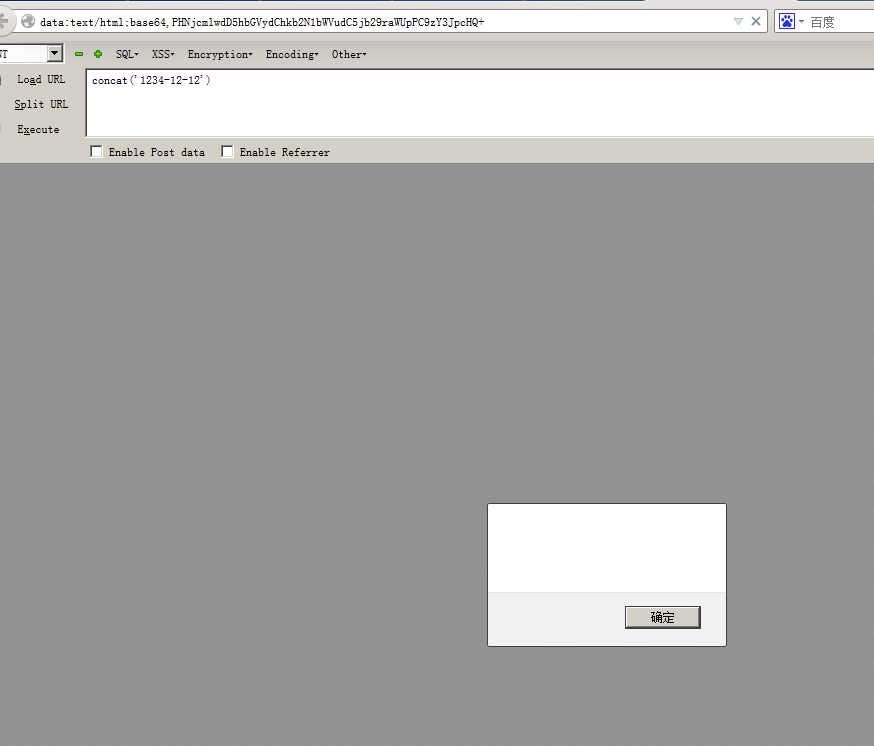 data:text/html;base64,PHNjcmlwdD5hbGVydChkb2N1bWVudC5jb29raWUpPC9zY3JpcHQ+
百度
NT
SQL▾ XSS▾ Encryption▾ Encoding▾ Other▾
Load URL
concat('1234-12-12')
Split URL
Execute
Enable Post data Enable Referrer
确定